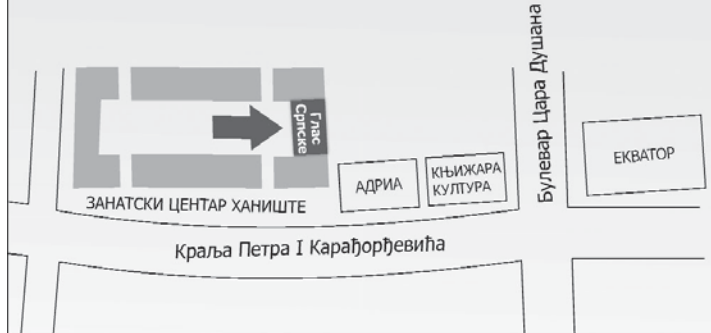 Булевар Цара Душана
Глас
Српске
АДРИА
КЊИЖАРА
КУЛТУРА
ЕКВАТОР
ЗАНАТСКИ ЦЕНТАР ХАНИШТЕ
Краља Петра I Карађорђевића